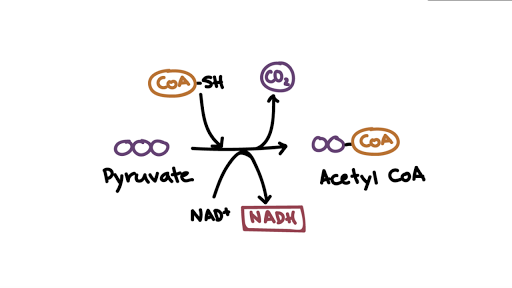 CoA-SH
CO₂
CoA
Pyruvate
Acetyl CoA
NAD⁺
NADH